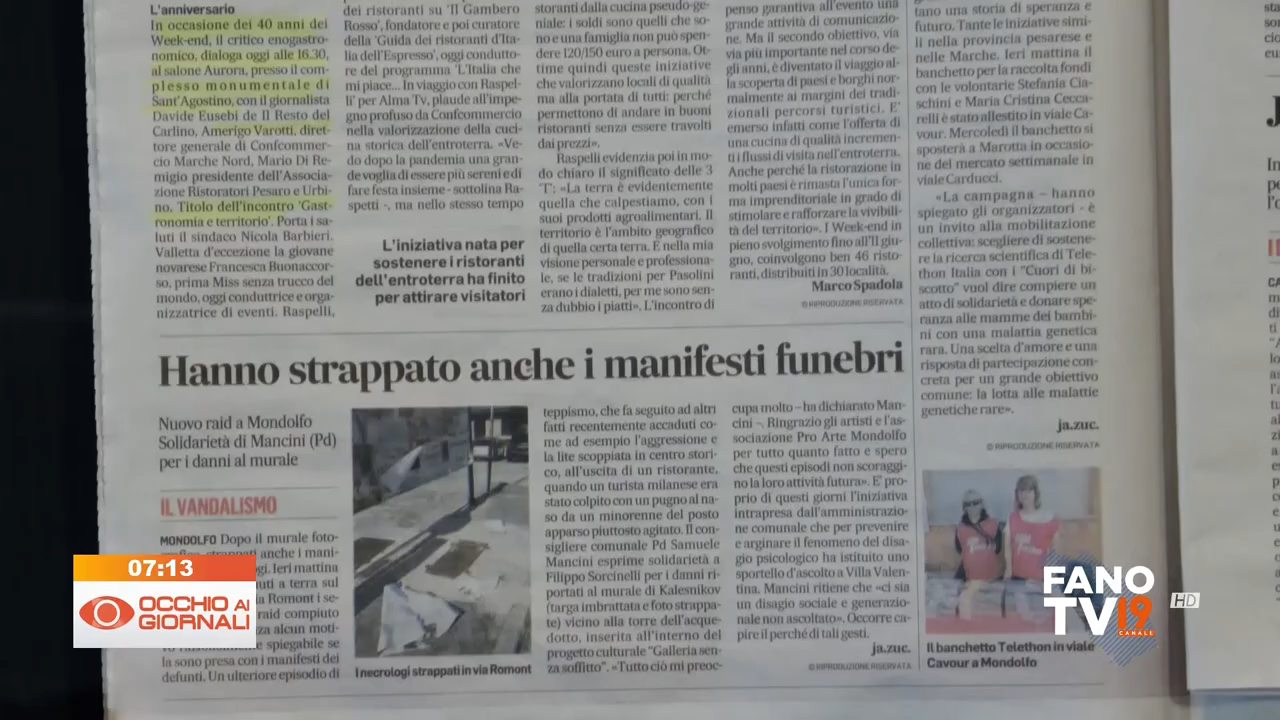 L'anniversario
In occasione dei 40 anni dei
Week-end, il critico enogastro-
nomico, dialoga oggi alle 16.30,
al salone Aurora, presso il com-
plesso monumentale di
Sant'Agostino, con il giornalista
Davide Eusebi de Il Resto del
Carlino, Amerigo Varotti, diret-
tore generale di Confcommer-
cio Marche Nord, Mario Di Re-
migio presidente dell'Associa-
zione Ristoratori Pesaro e Urbi-
no. Titolo dell'incontro 'Gast-
ronomia e territorio'. Porta i sa-
luti il sindaco Nicola Barbieri.
Valletta d'eccezione la giovane
novarese Francesca Buonaccor-
so, prima Miss senza trucco del
mondo, oggi conduttrice e orga-
nizzatrice di eventi. Raspelli,
dei ristoranti su 'Il Gambero
Rosso', fondatore e poi curatore
della 'Guida dei ristoranti d'Ita-
lia dell'Espresso', oggi condutto-
re del programma 'L'Italia che
mi piace... In viaggio con Raspel-
li' per Alma Tv, plaude all'impe-
gno profuso da Confcommercio
nella valorizzazione della cuci-
na storica dell'entroterra. «Ve-
do dopo la pandemia una gran-
de voglia di essere più sereni e di
fare festa insieme - sottolina Ra-
spetti -, ma nello stesso tempo
L'iniziativa nata per
sostenere i ristoranti
dell'entroterra ha finito
per attirare visitatori
storanti dalla cucina pseudo-ge-
niale: i soldi sono quelli che so-
no e una famiglia non può spen-
dere 120/150 euro a persona. Ot-
time quindi queste iniziative
che valorizzano locali di qualità
ma alla portata di tutti: perché
permettono di andare in buoni
ristoranti senza essere travolti
dai prezzi».
Raspelli evidenzia poi in mo-
do chiaro il significato delle 3
'T': «La terra è evidentemente
quella che calpestiamo, con i
suoi prodotti agroalimentari. Il
territorio è l'ambito geografico
di quella certa terra. E nella mia
visione personale e professiona-
le, se le tradizioni per Pasolini
erano i dialetti, per me sono sen-
za dubbio i piatti». L'incontro di
penso garantiva all'evento una
grande attività di comunicazio-
ne. Ma il secondo obiettivo, via
via più importante nel corso de-
gli anni, è diventato il viaggio al-
la scoperta di paesi e borghi nor-
malmente ai margini dei tradi-
zionali percorsi turistici. E'
emerso infatti come l'offerta di
una cucina di qualità incremen-
ti i flussi di visita nell'entroterra.
Anche perché la ristorazione in
molti paesi è rimasta l'unica for-
ma imprenditoriale in grado di
stimolare e rafforzare la vivibili-
tà del territorio». I Week-end in
pieno svolgimento fino all'11 giu-
gno, coinvolgono ben 46 risto-
ranti, distribuiti in 30 località.
Marco Spadola
© RIPRODUZIONE RISERVATA
tano una storia di speranza e
futuro. Tante le iniziative simi-
li nella provincia pesarese e
nelle Marche. Ieri mattina il
banchetto per la raccolta fondi
con le volontarie Stefania Cia-
schini e Maria Cristina Cecca-
relli è stato allestito in viale Ca-
vour. Mercoledì il banchetto si
sposterà a Marotta in occasio-
ne del mercato settimanale in
viale Carducci.
«La campagna – hanno
spiegato gli organizzatori - è
un invito alla mobilitazione
collettiva: scegliere di sostene-
re la ricerca scientifica di Tele-
thon Italia con i "Cuori di bi-
scotto" vuol dire compiere un
atto di solidarietà e donare spe-
ranza alle mamme dei bambi-
ni con una malattia genetica
rara. Una scelta d'amore e una
risposta di partecipazione con-
creta per un grande obiettivo
comune: la lotta alle malattie
genetiche rare».
ja.zuc.
© RIPRODUZIONE RISERVATA
Il banchetto Telethon in viale
Cavour a Mondolfo
Hanno strappato anche i manifesti funebri
Nuovo raid a Mondolfo
Solidarietà di Mancini (Pd)
per i danni al murale
IL VANDALISMO
MONDOLFO Dopo il murale foto-
strappati anche i mani-
Ieri mattina
a terra sul
Romont i se-
raid compiuto
alcun moti-
spiegabile se
la sono presa con i manifesti dei
defunti. Un ulteriore episodio di
I necrologi strappati in via Romont
teppismo, che fa seguito ad altri
fatti recentemente accaduti co-
me ad esempio l'aggressione e
la lite scoppiata in centro stori-
co, all'uscita di un ristorante,
quando un turista milanese era
stato colpito con un pugno al na-
so da un minorenne del posto
apparso piuttosto agitato. Il con-
sigliere comunale Pd Samuele
Mancini esprime solidarietà a
Filippo Sorcinelli per i danni ri-
portati al murale di Kalesnikov
(targa imbrattata e foto strappa-
te) vicino alla torre dell'acque-
dotto, inserita all'interno del
progetto culturale "Galleria sen-
za soffitto". «Tutto ciò mi preoc-
cupa molto – ha dichiarato Man-
cini –. Ringrazio gli artisti e l'as-
sociazione Pro Arte Mondolfo
per tutto quanto fatto e spero
che questi episodi non scoraggi-
no la loro attività futura». E' pro-
prio di questi giorni l'iniziativa
intrapresa dall'amministrazio-
ne comunale che per prevenire
e arginare il fenomeno del disa-
gio psicologico ha istituito uno
sportello d'ascolto a Villa Valen-
tina. Mancini ritiene che «ci sia
un disagio sociale e generazio-
nale non ascoltato». Occorre ca-
pire il perché di tali gesti.
ja.zuc.
© RIPRODUZIONE RISERVATA
07:13
OCCHIO AI
GIORNALI
FANO
TV 19
CANALE
HD